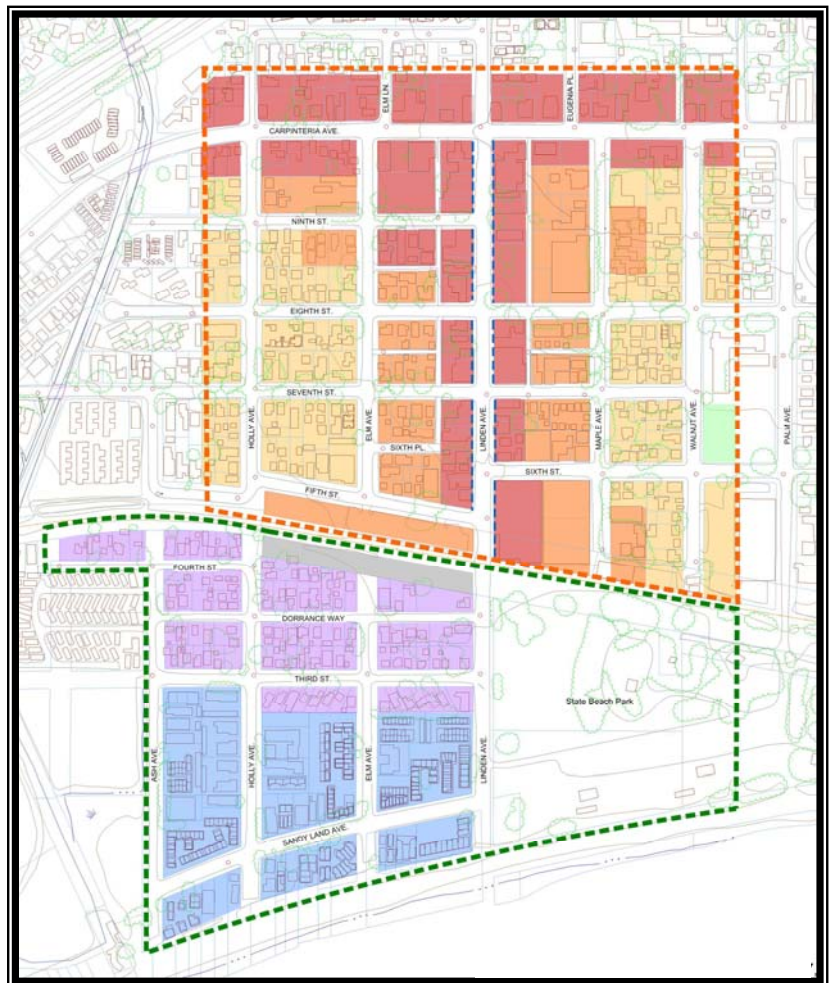 ELM LN.
EUGENIA PL.
CARPINTERIA AVE.
NINTH ST.
EIGHTH ST.
SEVENTH ST.
HOLLY AVE.
ELM AVE.
LINDEN AVE.
MAPLE AVE.
WALNUT AVE.
PALM AVE.
SIXTH PL.
SIXTH ST.
FIFTH ST.
FOURTH ST.
DORRANCE WAY
THIRD ST.
State Beach Park
ASH AVE.
HOLLY AVE.
ELM AVE.
LINDEN AVE.
SANDY LAND AVE.